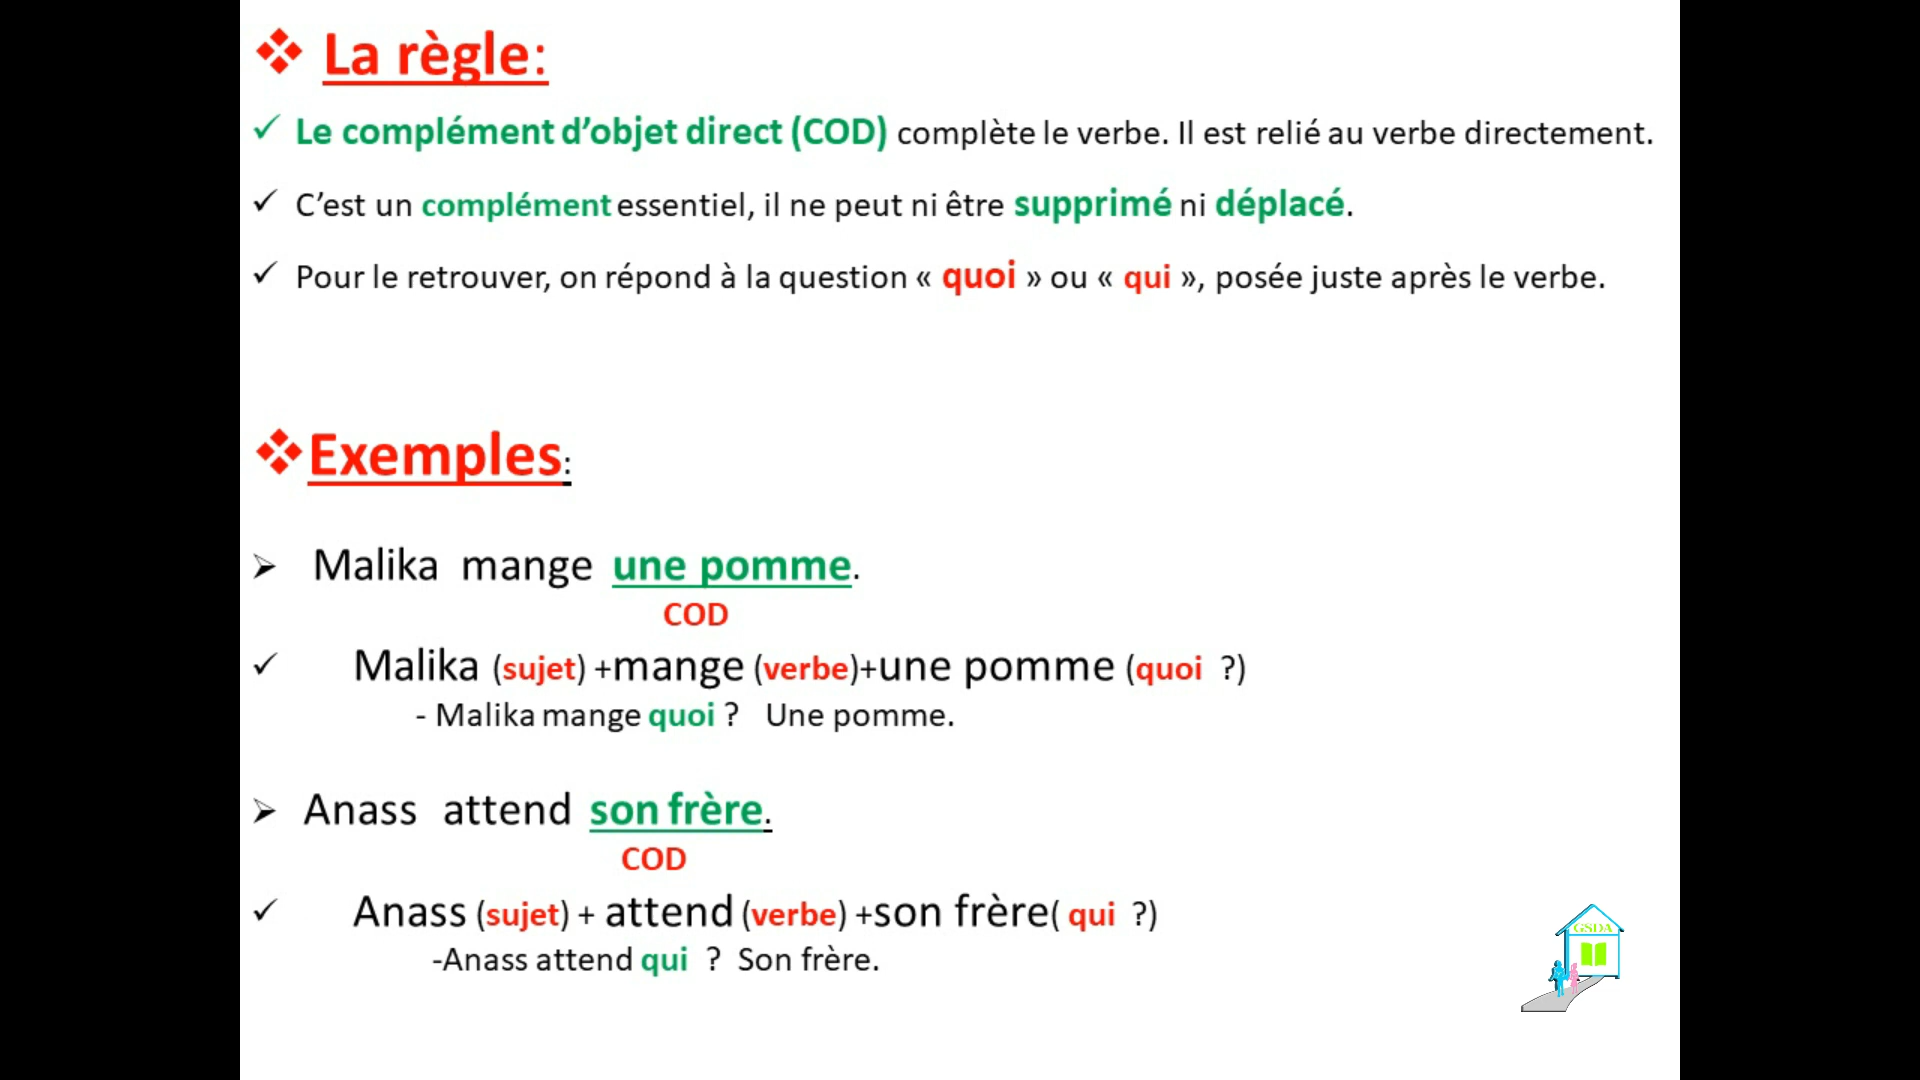 ❖ La règle:
✓ Le complément d’objet direct (COD) complète le verbe. Il est relié au verbe directement.
✓ C’est un complément essentiel, il ne peut ni être supprimé ni déplacé.
✓ Pour le retrouver, on répond à la question « quoi » ou « qui », posée juste après le verbe.
❖Exemples:
➢ Malika mange une pomme.
COD
✓ Malika (sujet) +mange (verbe)+une pomme (quoi ?)
- Malika mange quoi ? Une pomme.
➢ Anass attend son frère.
COD
✓ Anass (sujet) + attend (verbe) +son frère( qui ?)
-Anass attend qui ? Son frère.
GSDA